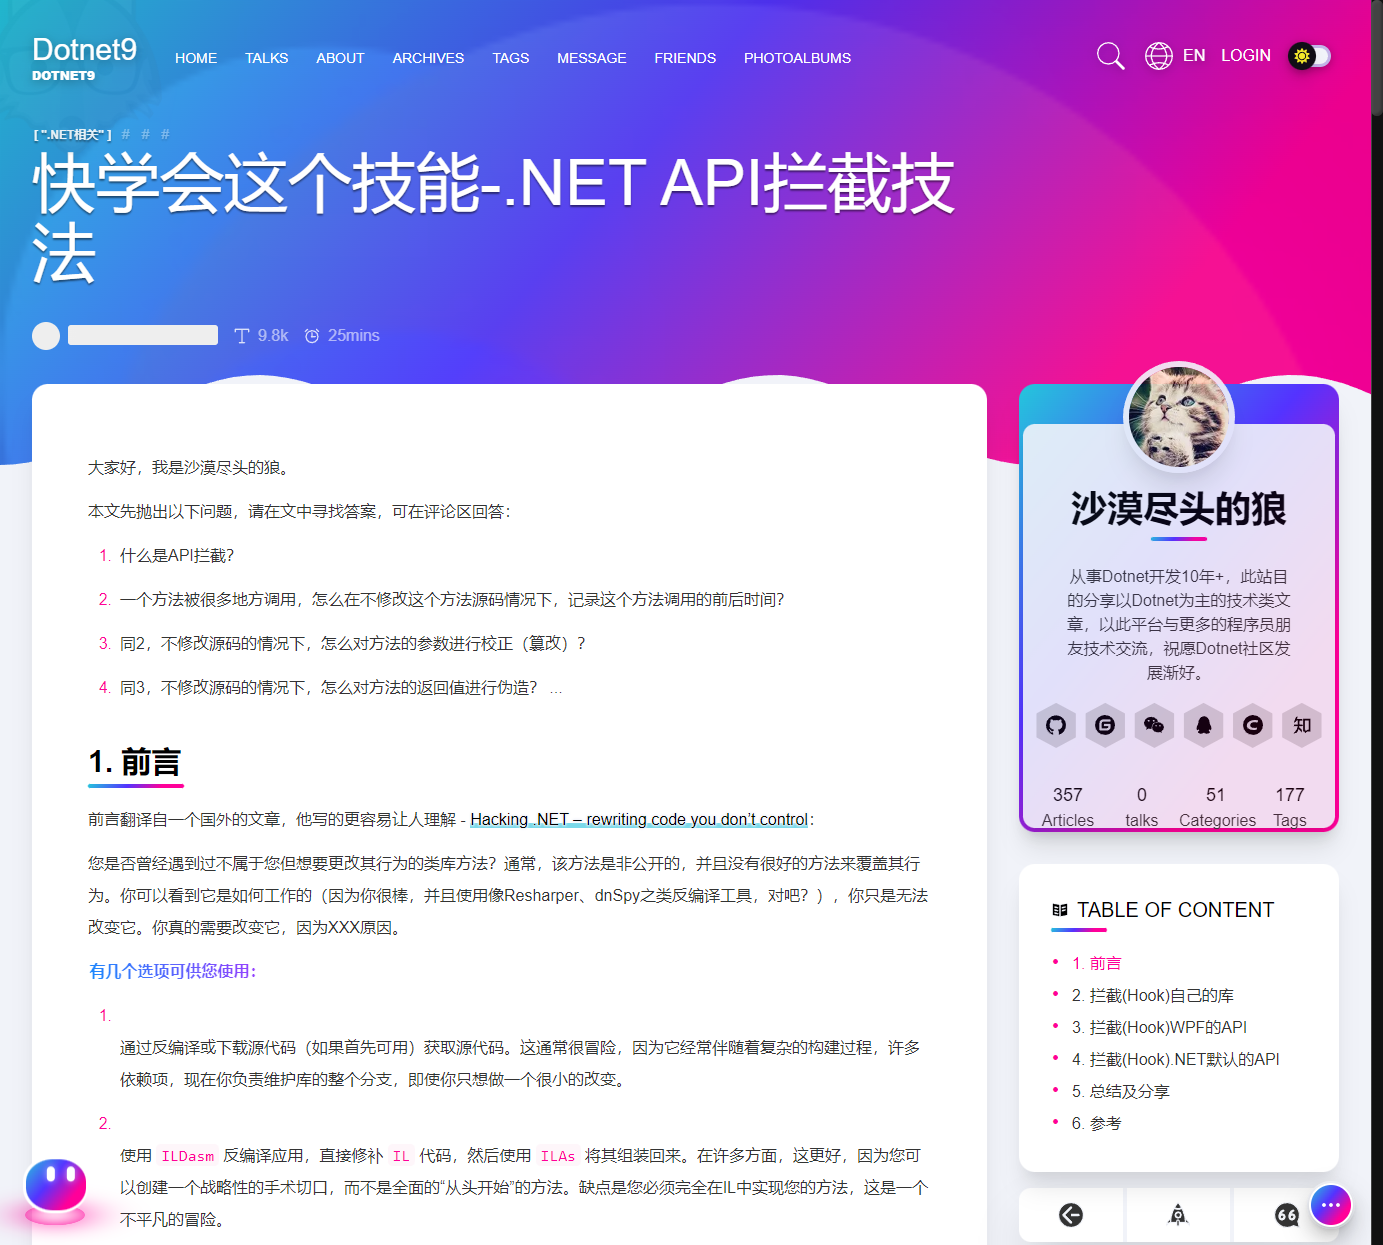 Dotnet9
DOTNET9
HOME TALKS ABOUT ARCHIVES TAGS MESSAGE FRIENDS PHOTOALBUMS
EN LOGIN
[ ".NET相关" ] # # #
快学会这个技能-.NET API拦截技
法
9.8k 25mins
大家好，我是沙漠尽头的狼。
本文先抛出以下问题，请在文中寻找答案，可在评论区回答：
1. 什么是API拦截？
2. 一个方法被很多地方调用，怎么在不修改这个方法源码情况下，记录这个方法调用的前后时间？
3. 同2，不修改源码的情况下，怎么对方法的参数进行校正（篡改）？
4. 同3，不修改源码的情况下，怎么对方法的返回值进行伪造？ ...
1. 前言
前言翻译自一个国外的文章，他写的更容易让人理解 - Hacking .NET – rewriting code you don’t control：
您是否曾经遇到过不属于您但想要更改其行为的类库方法？通常，该方法是非公开的，并且没有很好的方法来覆盖其行
为。你可以看到它是如何工作的（因为你很棒，并且使用像Resharper、dnSpy之类反编译工具，对吧？），你只是无法
改变它。你真的需要改变它，因为XXX原因。
有几个选项可供您使用：
1.
通过反编译或下载源代码（如果首先可用）获取源代码。这通常很冒险，因为它经常伴随着复杂的构建过程，许多
依赖项，现在你负责维护库的整个分支，即使你只想做一个很小的改变。
2.
使用 ILDasm 反编译应用，直接修补 IL 代码，然后使用 ILAs 将其组装回来。在许多方面，这更好，因为您可
以创建一个战略性的手术切口，而不是全面的“从头开始”的方法。缺点是您必须完全在IL中实现您的方法，这是一个
不平凡的冒险。
沙漠尽头的狼
从事Dotnet开发10年+，此站目
的分享以Dotnet为主的技术类文
章，以此平台与更多的程序员朋
友技术交流，祝愿Dotnet社区发
展渐好。
知
357 0 51 177
Articles talks Categories Tags
TABLE OF CONTENT
1. 前言
2. 拦截(Hook)自己的库
3. 拦截(Hook)WPF的API
4. 拦截(Hook).NET默认的API
5. 总结及分享
6. 参考